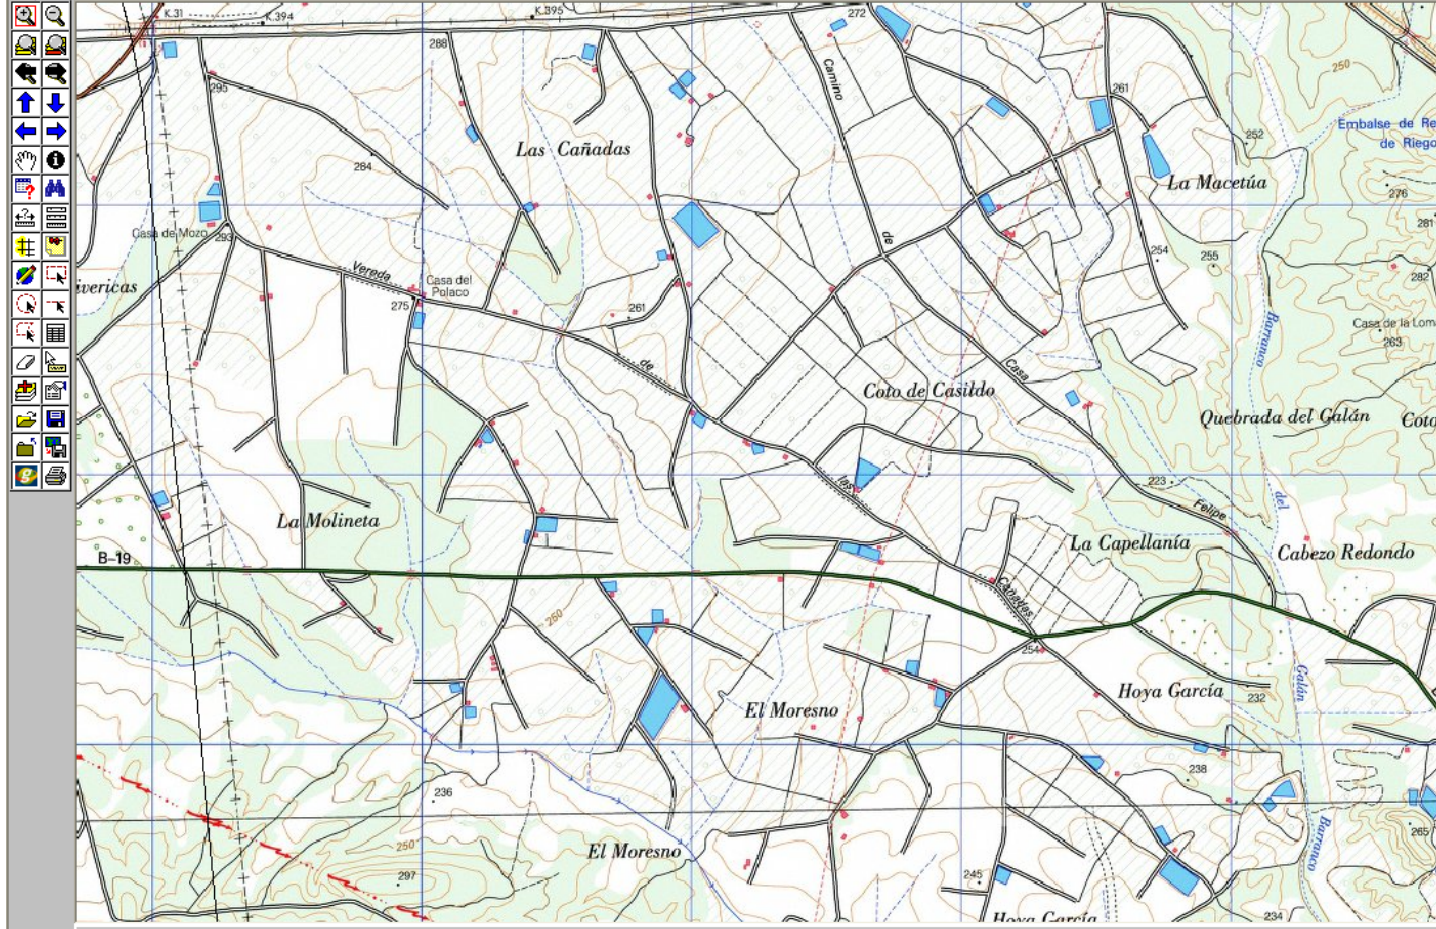 K.31
K.394
K.395
272
288
295
261
250
Camino
252
Embalse de Re
de Riego
Las Cañadas
284
La Macetúa
276
281
Casa de Mozo
293
de
254
255
282
Vereda
Casa del
Polaco
ivericas
275
261
Barranco
Casa de la Loma
263
de
Casa
Coto de Casildo
Quebrada del Galán
Coto
las
223
del
Felipe
La Molineta
La Capellanía
Cabezo Redondo
B-19
Cañadas
250
254
Galán
Hoya García
232
El Moresno
238
236
Barranco
265
250
El Moresno
297
245
Hoya García
234